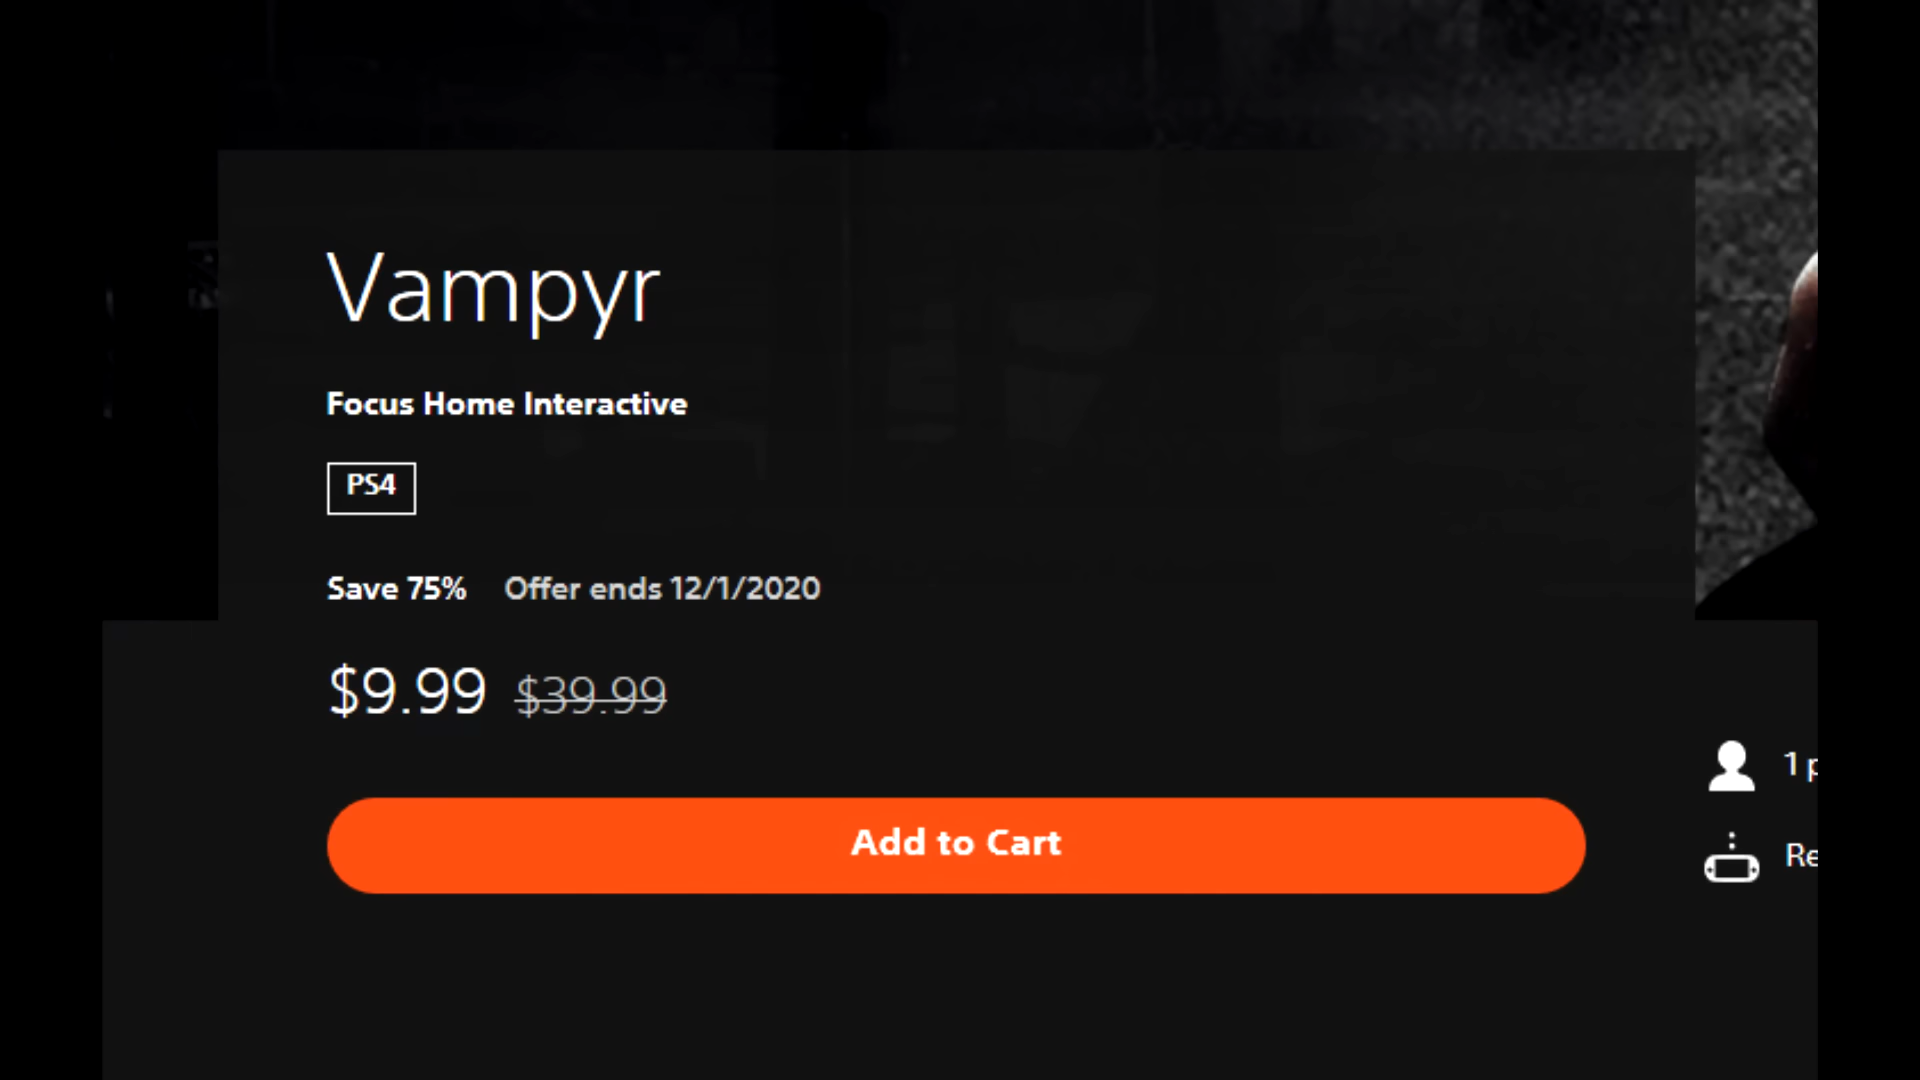 Vampyr
Focus Home Interactive
PS4
Save 75% Offer ends 12/1/2020
$9.99 $39.99
1
Add to Cart